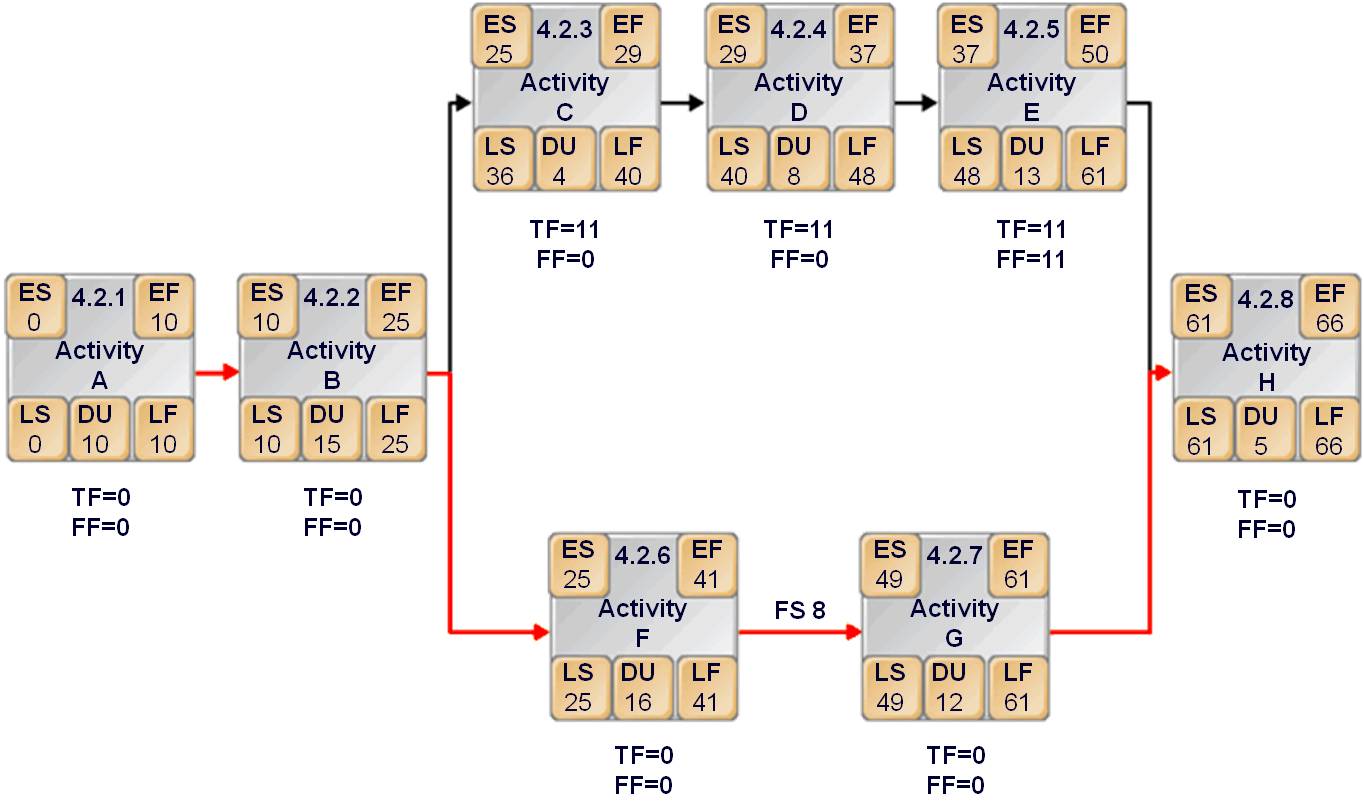 ES 4.2.3 EF
25 29
Activity
C
LS DU LF
36 4 40
TF=11
FF=0
ES 4.2.4 EF
29 37
Activity
D
LS DU LF
40 8 48
TF=11
FF=0
ES 4.2.5 EF
37 50
Activity
E
LS DU LF
48 13 61
TF=11
FF=11
ES 4.2.1 EF
0 10
Activity
A
LS DU LF
0 10 10
TF=0
FF=0
ES 4.2.2 EF
10 25
Activity
B
LS DU LF
10 15 25
TF=0
FF=0
ES 4.2.8 EF
61 66
Activity
H
LS DU LF
61 5 66
TF=0
FF=0
ES 4.2.6 EF
25 41
Activity
F
LS DU LF
25 16 41
TF=0
FF=0
FS 8
ES 4.2.7 EF
49 61
Activity
G
LS DU LF
49 12 61
TF=0
FF=0